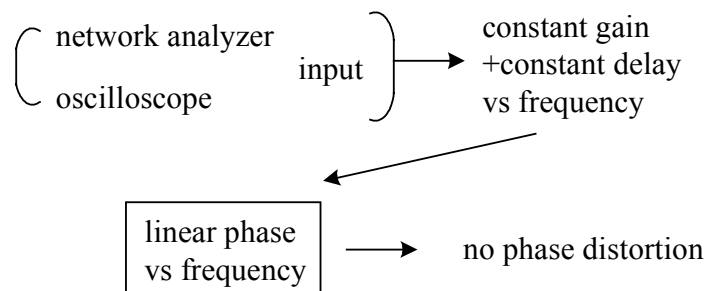 network analyzer
oscilloscope
input
constant gain
+constant delay
vs frequency
linear phase
vs frequency
no phase distortion